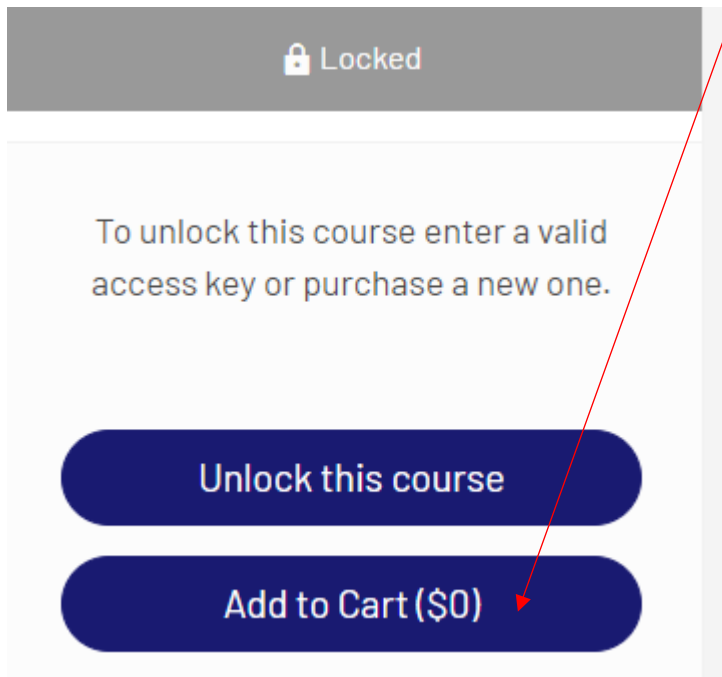 Locked
To unlock this course enter a valid
access key or purchase a new one.
Unlock this course
Add to Cart ($0)